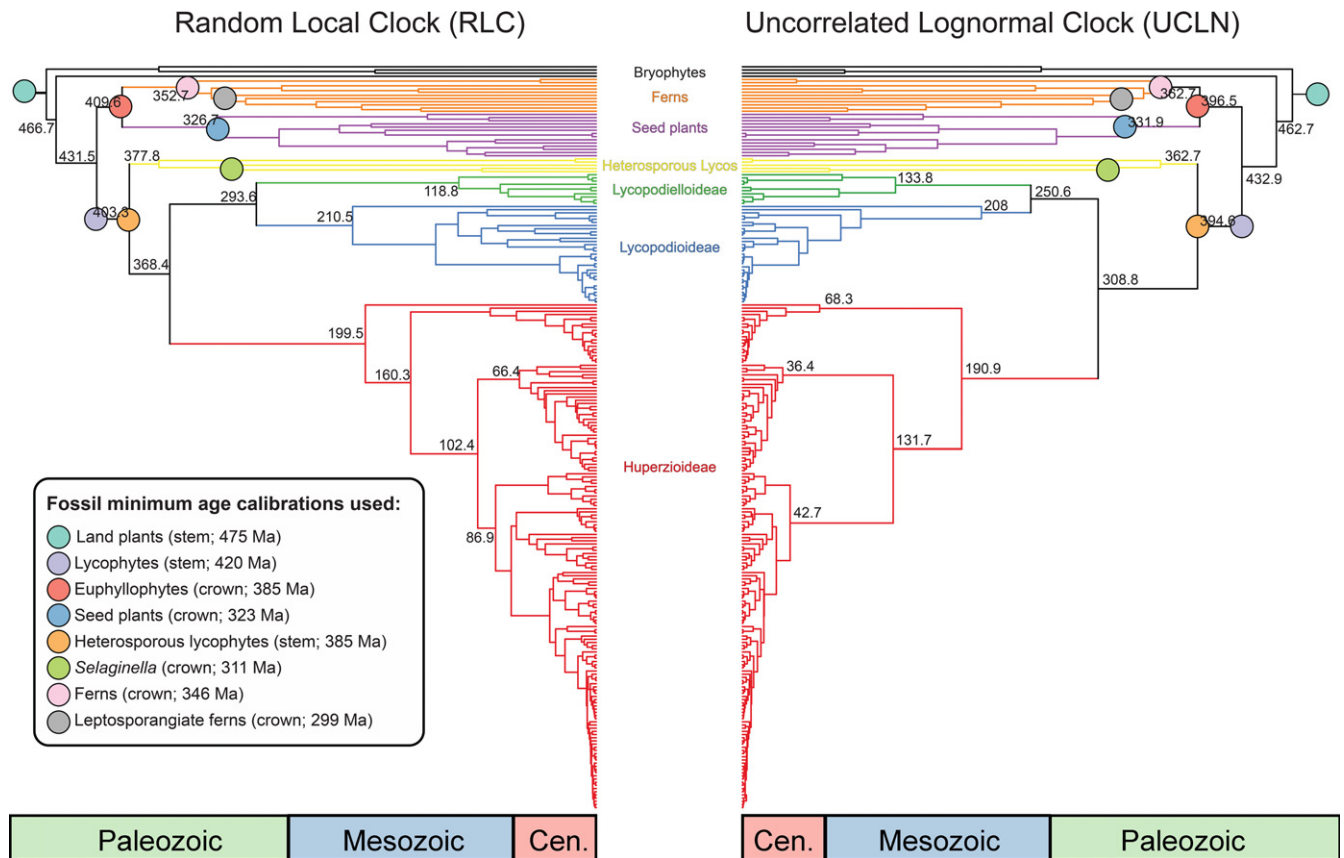 Random Local Clock (RLC)
Uncorrelated Lognormal Clock (UCLN)
Bryophytes
Ferns
Seed plants
Heterosporous Lycos
Lycopodielloideae
Lycopodioideae
Huperzioideae
466.7
409.6
352.7
326.7
431.5
377.8
403.3
293.6
118.8
210.5
368.4
199.5
160.3
66.4
102.4
86.9
362.7
396.5
331.9
462.7
362.7
133.8
250.6
432.9
208
394.6
308.8
68.3
36.4
190.9
131.7
42.7
Fossil minimum age calibrations used:
Land plants (stem; 475 Ma)
Lycophytes (stem; 420 Ma)
Euphyllophytes (crown; 385 Ma)
Seed plants (crown; 323 Ma)
Heterosporous lycophytes (stem; 385 Ma)
Selaginella (crown; 311 Ma)
Ferns (crown; 346 Ma)
Leptosporangiate ferns (crown; 299 Ma)
Paleozoic
Mesozoic
Cen.
Cen.
Mesozoic
Paleozoic